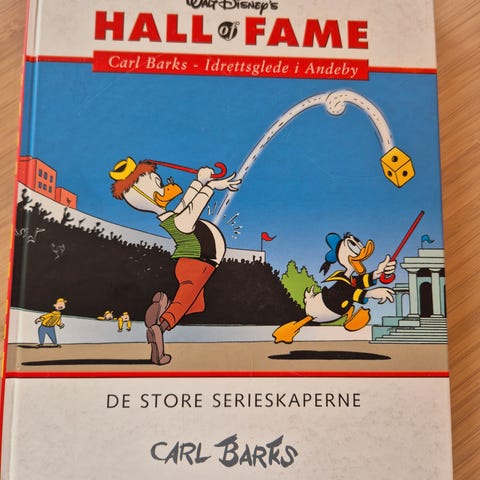 WALT DISNEY'S
HALL of FAME
Carl Barks - Idrettsglede i Andeby
DE STORE SERIESKAPERNE
CARL BARKS